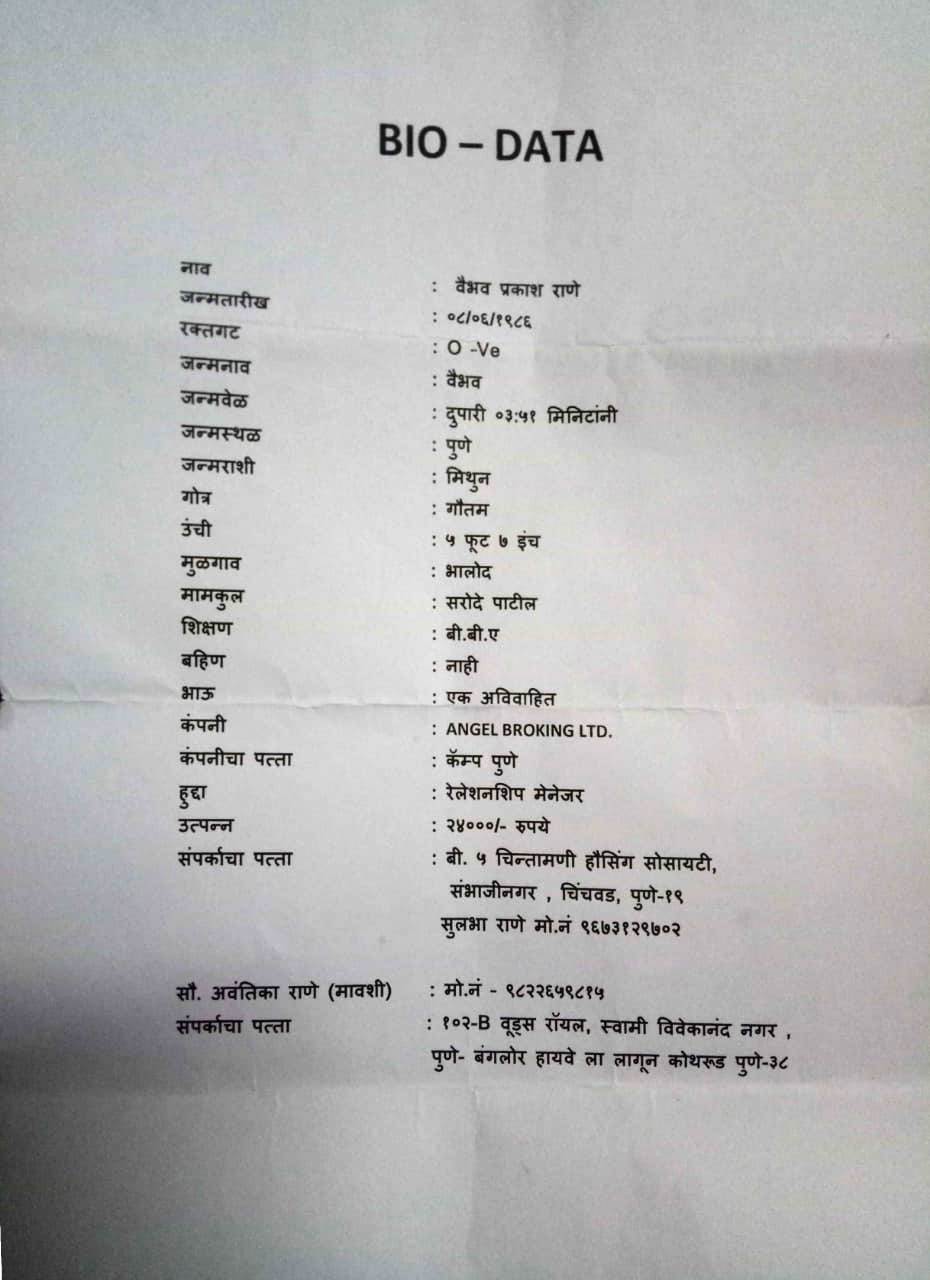 BIO – DATA
नाव : वैभव प्रकाश राणे
जन्मतारीख : ०८/०६/१९८६
रक्तगट : O -Ve
जन्मनाव : वैभव
जन्मवेळ : दुपारी ०३:५१ मिनिटांनी
जन्मस्थळ : पुणे
जन्मराशी : मिथुन
गोत्र : गौतम
उंची : ५ फूट ७ इंच
मुळगाव : भालोद
मामकुल : सरोदे पाटील
शिक्षण : बी.बी.ए
बहिण : नाही
भाऊ : एक अविवाहित
कंपनी : ANGEL BROKING LTD.
कंपनीचा पत्ता : कॅम्प पुणे
हुद्दा : रेलेशनशिप मेनेजर
उत्पन्न : २४०००/- रुपये
संपर्काचा पत्ता : बी. ५ चिन्तामणी हौसिंग सोसायटी,
संभाजीनगर , चिंचवड, पुणे-१९
सुलभा राणे मो.नं ९६७३१२९७०२
सौ. अवंतिका राणे (मावशी) : मो.नं - ९८२२६५९८१५
संपर्काचा पत्ता : १०२-B वूड्स रॉयल, स्वामी विवेकानंद नगर ,
पुणे- बंगलोर हायवे ला लागून कोथरूड पुणे-३८